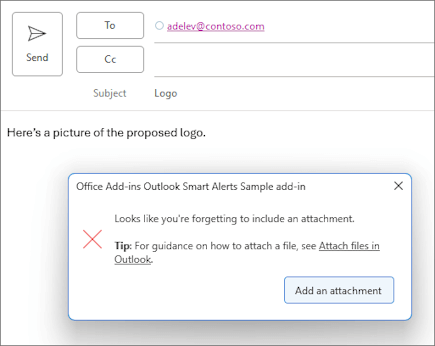 To
adelev@contoso.com
Send
Cc
Subject Logo
Here's a picture of the proposed logo.
Office Add-ins Outlook Smart Alerts Sample add-in
Looks like you're forgetting to include an attachment.
Tip: For guidance on how to attach a file, see Attach files in
Outlook.
Add an attachment